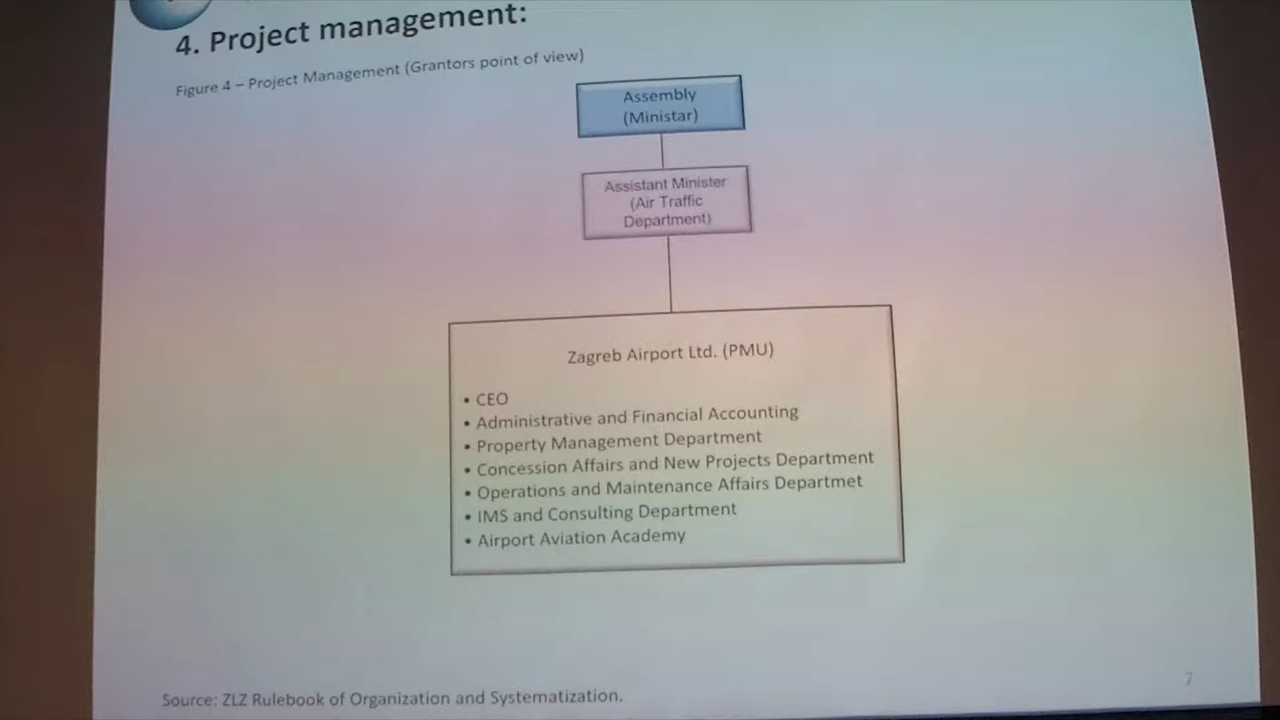 4. Project management:
Figure 4 – Project Management (Grantors point of view)
Assembly
(Ministar)
Assistant Minister
(Air Traffic
Department)
Zagreb Airport Ltd. (PMU)
• CEO
• Administrative and Financial Accounting
• Property Management Department
• Concession Affairs and New Projects Department
• Operations and Maintenance Affairs Departmet
• IMS and Consulting Department
• Airport Aviation Academy
Source: ZLZ Rulebook of Organization and Systematization.
7